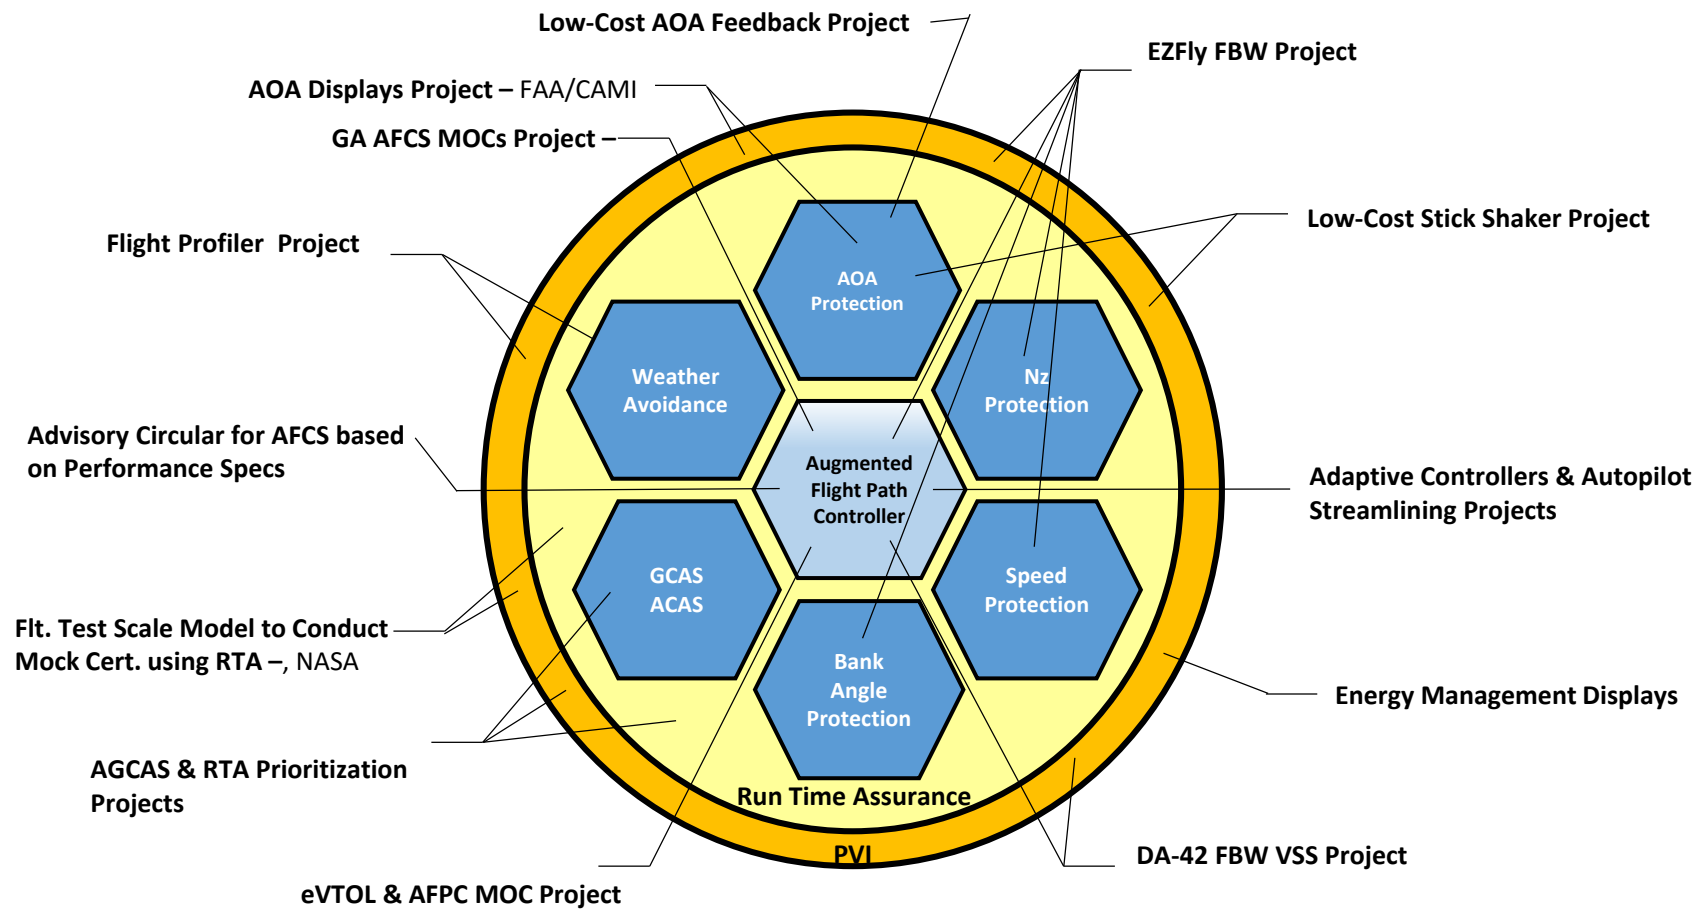 Low-Cost AOA Feedback Project
EZFly FBW Project
AOA Displays Project – FAA/CAMI
GA AFCS MOCs Project –
Low-Cost Stick Shaker Project
Flight Profiler  Project
AOA
Protection
Weather
Avoidance
Nz
Protection
Advisory Circular for AFCS based
on Performance Specs
Augmented
Flight Path
Controller
Adaptive Controllers & Autopilot
Streamlining Projects
GCAS
ACAS
Speed
Protection
Flt. Test Scale Model to Conduct
Mock Cert. using RTA –, NASA
Bank
Angle
Protection
Energy Management Displays
AGCAS & RTA Prioritization
Projects
Run Time Assurance
PVI
DA-42 FBW VSS Project
eVTOL & AFPC MOC Project